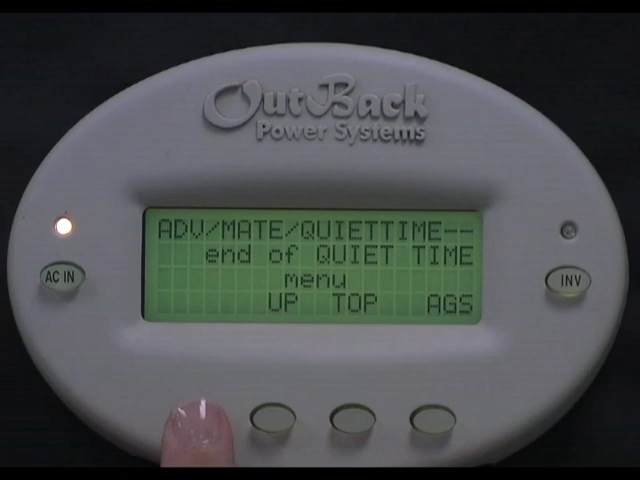 OutBack
Power Systems
ADV/MATE/QUIETTIME--
end of QUIET TIME
menu
UP TOP AGS
AC IN
INV